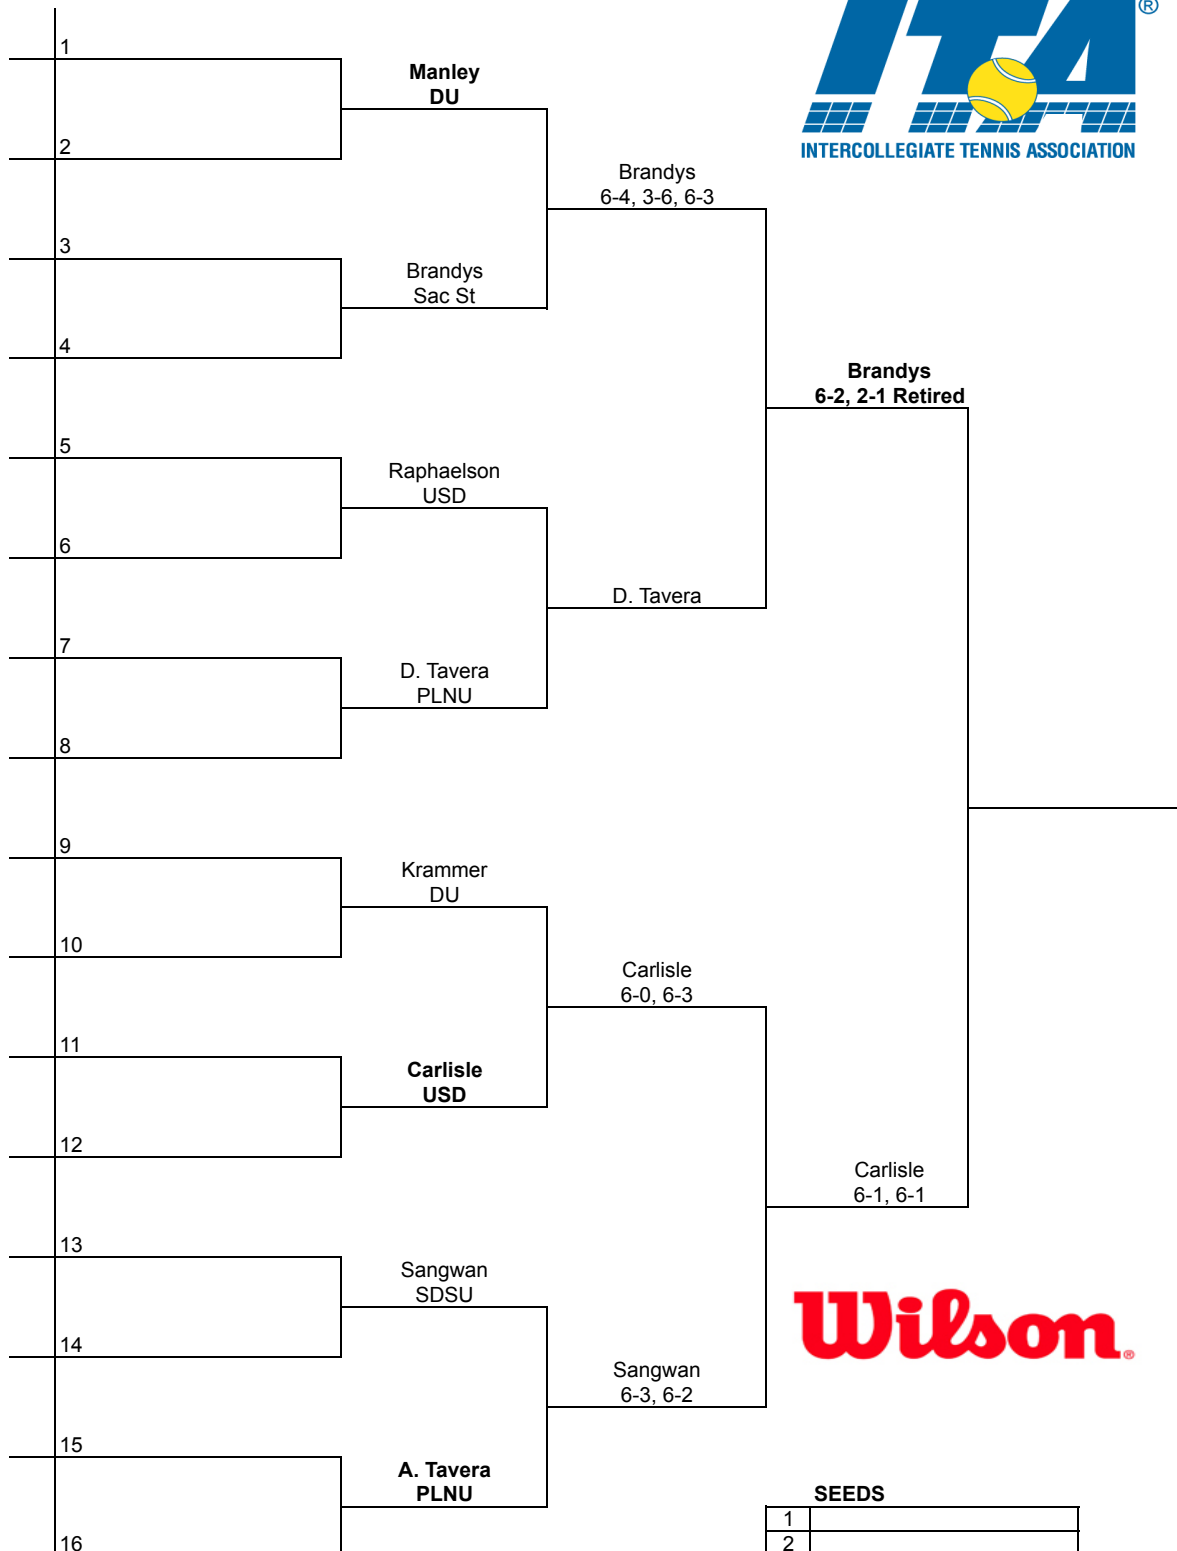 ITA®
INTERCOLLEGIATE TENNIS ASSOCIATION
1
Manley
DU
2
Brandys
6-4, 3-6, 6-3
3
Brandys
Sac St
4
Brandys
6-2, 2-1 Retired
5
Raphaelson
USD
6
D. Tavera
7
D. Tavera
PLNU
8
9
Krammer
DU
10
Carlisle
6-0, 6-3
11
Carlisle
USD
12
Carlisle
6-1, 6-1
13
Sangwan
SDSU
Wilson®
14
Sangwan
6-3, 6-2
15
A. Tavera
PLNU
SEEDS
1
2
16